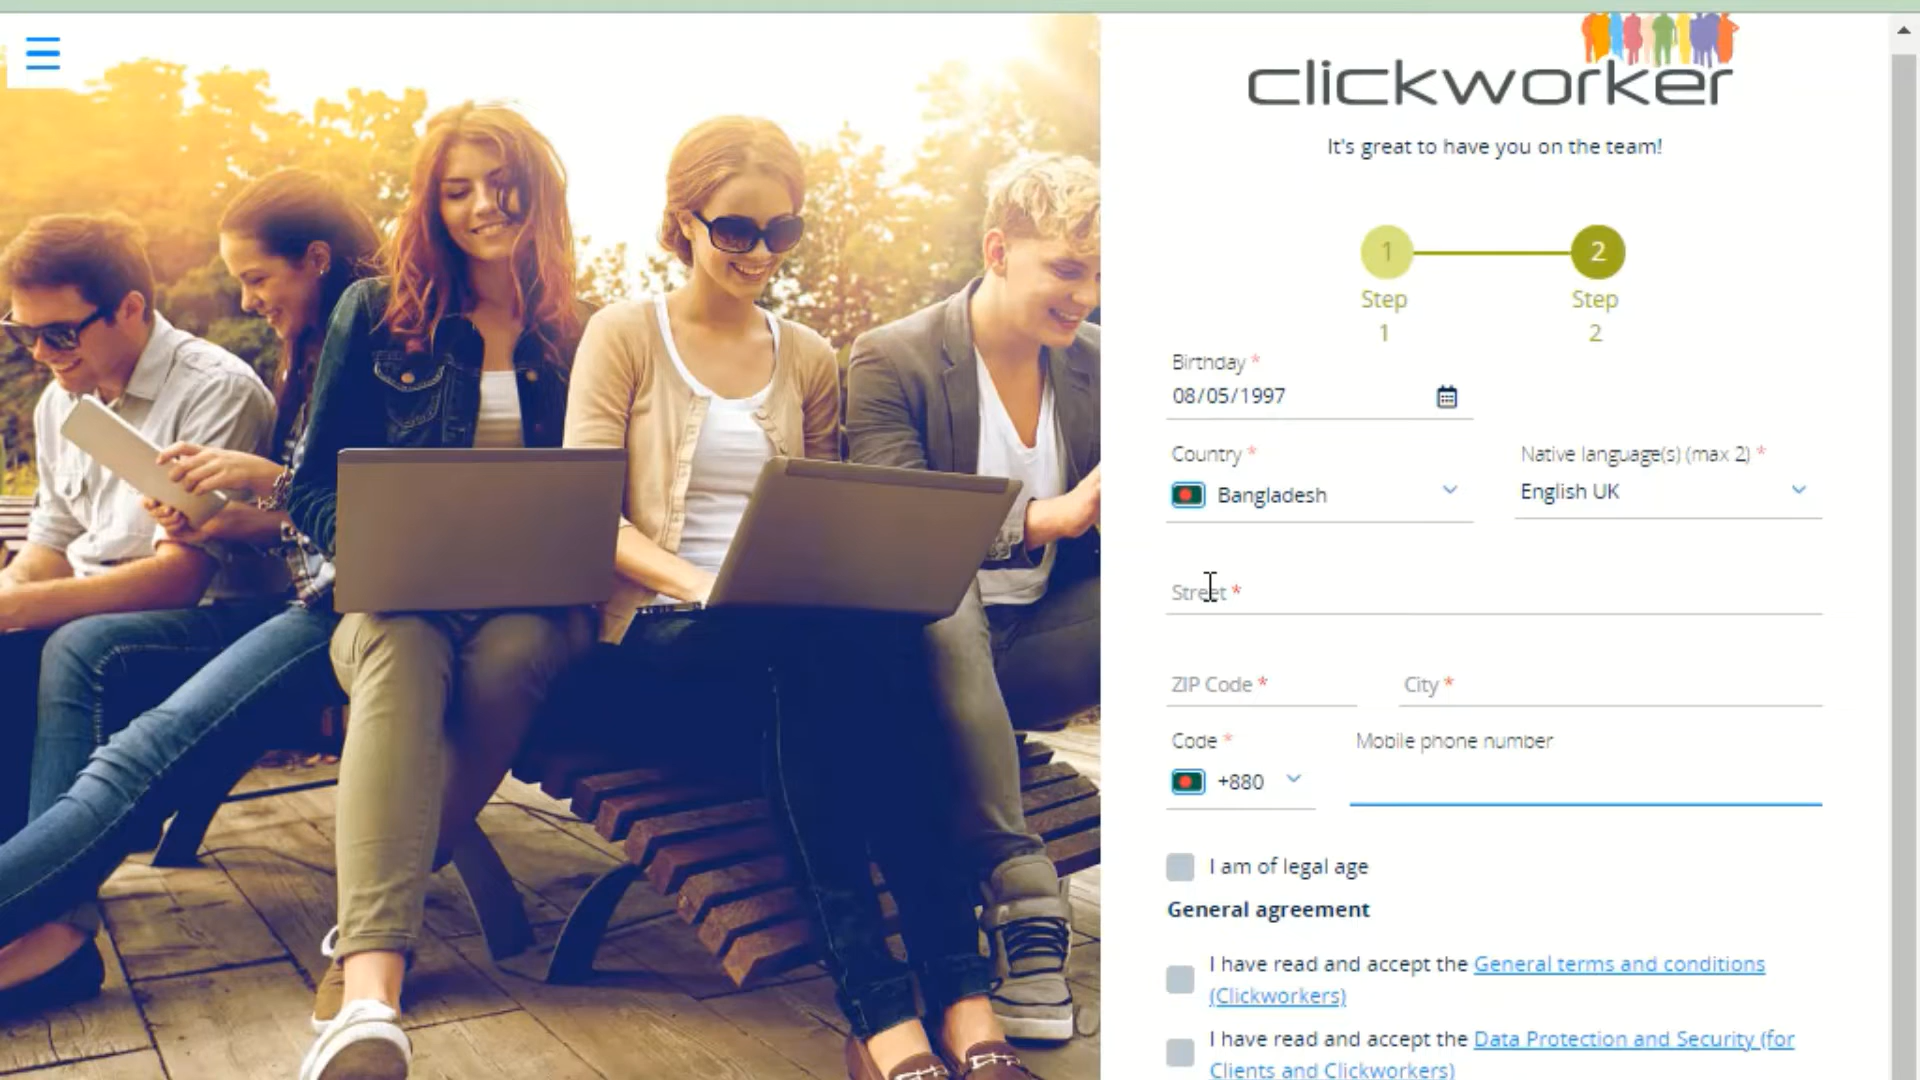 clickworker
It's great to have you on the team!
1 2
Step Step
1 2
Birthday *
08/05/1997
Country * Native language(s) (max 2) *
Bangladesh English UK
Street *
ZIP Code * City *
Code * Mobile phone number
+880
I am of legal age
General agreement
I have read and accept the General terms and conditions
(Clickworkers)
I have read and accept the Data Protection and Security (for
Clients and Clickworkers)